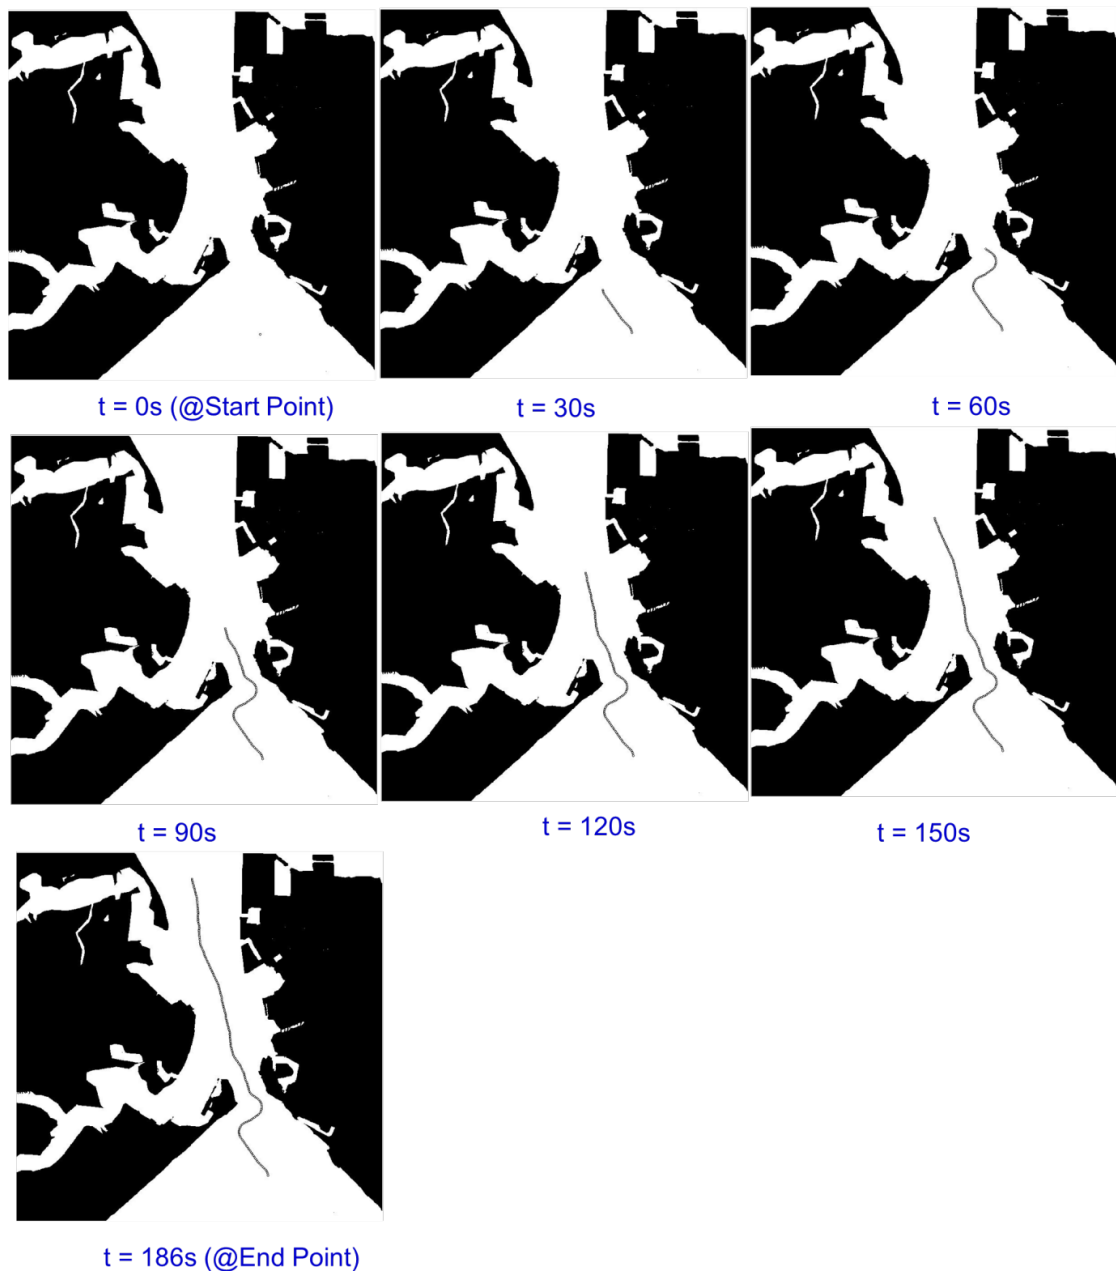 t = 0s (@Start Point)
t = 30s
t = 60s
t = 90s
t = 120s
t = 150s
t = 186s (@End Point)